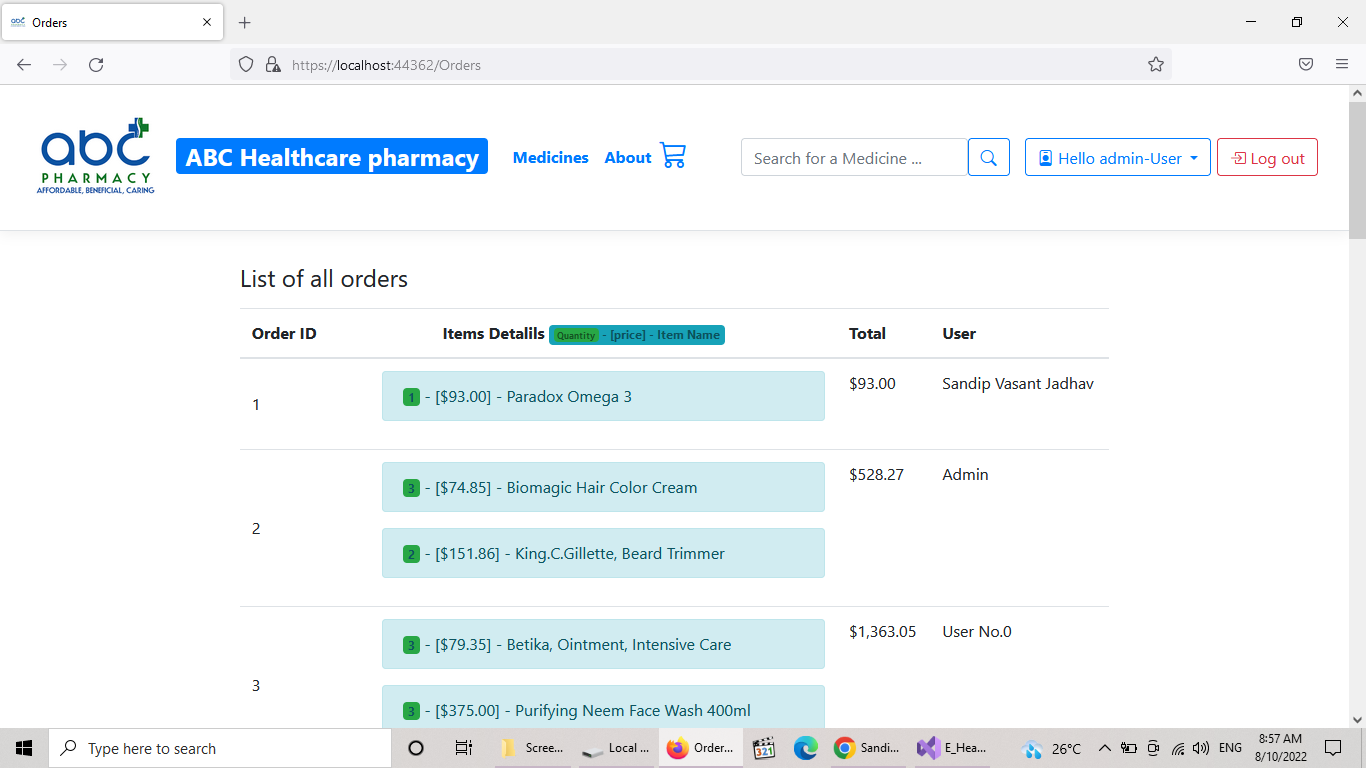 Orders
https://localhost:44362/Orders
abc
PHARMACY
AFFORDABLE, BENEFICIAL, CARING
ABC Healthcare pharmacy
Medicines
About
Search for a Medicine ...
Hello admin-User
Log out
List of all orders
Order ID
Items Detalils Quantity - [price] - Item Name
Total
User
1
1 - [$93.00] - Paradox Omega 3
$93.00
Sandip Vasant Jadhav
2
3 - [$74.85] - Biomagic Hair Color Cream
2 - [$151.86] - King.C.Gillette, Beard Trimmer
$528.27
Admin
3
3 - [$79.35] - Betika, Ointment, Intensive Care
3 - [$375.00] - Purifying Neem Face Wash 400ml
$1,363.05
User No.0
Type here to search
Scree...
Local ...
Order...
321
Sandi...
E_Hea...
26°C
ENG
8:57 AM
8/10/2022